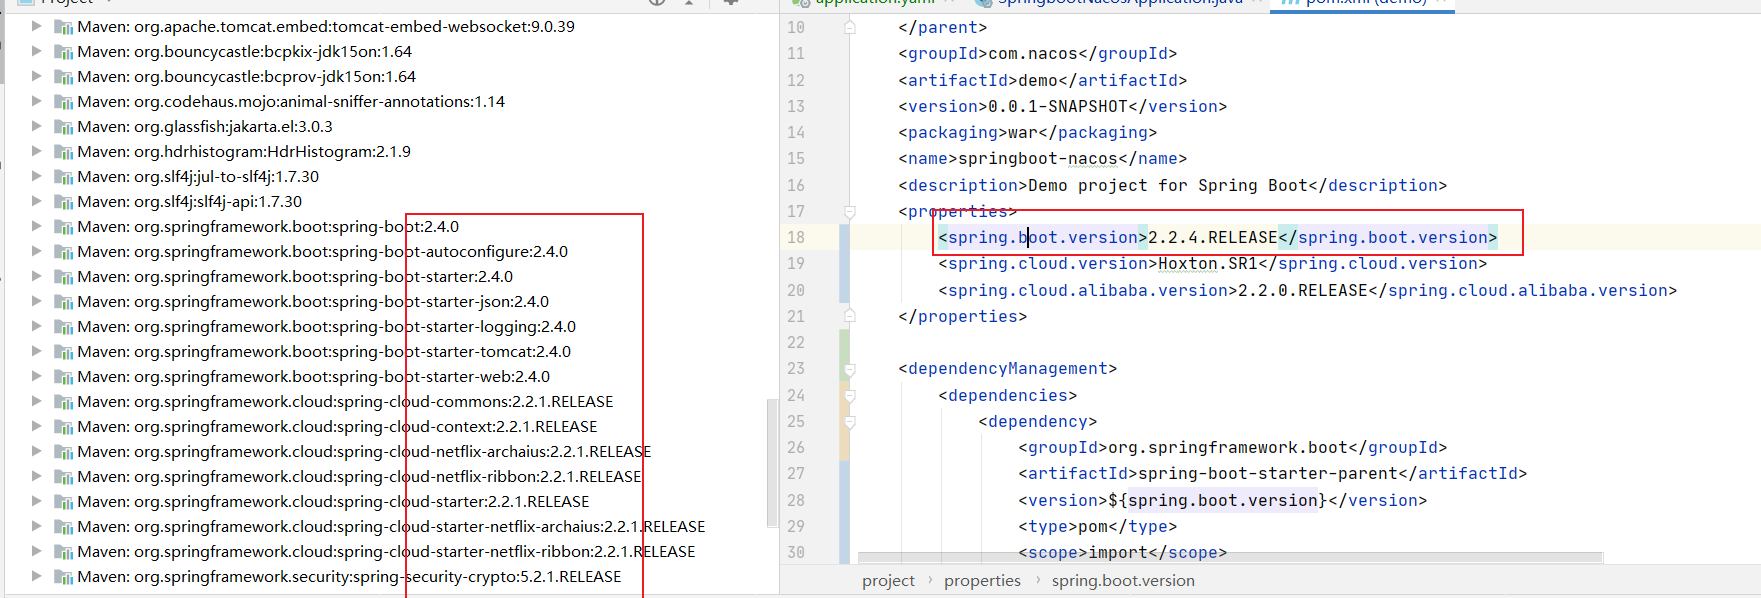 Project
Maven: org.apache.tomcat.embed:tomcat-embed-websocket:9.0.39
Maven: org.bouncycastle:bcpkix-jdk15on:1.64
Maven: org.bouncycastle:bcprov-jdk15on:1.64
Maven: org.codehaus.mojo:animal-sniffer-annotations:1.14
Maven: org.glassfish:jakarta.el:3.0.3
Maven: org.hdrhistogram:HdrHistogram:2.1.9
Maven: org.slf4j:jul-to-slf4j:1.7.30
Maven: org.slf4j:slf4j-api:1.7.30
Maven: org.springframework.boot:spring-boot:2.4.0
Maven: org.springframework.boot:spring-boot-autoconfigure:2.4.0
Maven: org.springframework.boot:spring-boot-starter:2.4.0
Maven: org.springframework.boot:spring-boot-starter-json:2.4.0
Maven: org.springframework.boot:spring-boot-starter-logging:2.4.0
Maven: org.springframework.boot:spring-boot-starter-tomcat:2.4.0
Maven: org.springframework.boot:spring-boot-starter-web:2.4.0
Maven: org.springframework.cloud:spring-cloud-commons:2.2.1.RELEASE
Maven: org.springframework.cloud:spring-cloud-context:2.2.1.RELEASE
Maven: org.springframework.cloud:spring-cloud-netflix-archaius:2.2.1.RELEASE
Maven: org.springframework.cloud:spring-cloud-netflix-ribbon:2.2.1.RELEASE
Maven: org.springframework.cloud:spring-cloud-starter:2.2.1.RELEASE
Maven: org.springframework.cloud:spring-cloud-starter-netflix-archaius:2.2.1.RELEASE
Maven: org.springframework.cloud:spring-cloud-starter-netflix-ribbon:2.2.1.RELEASE
Maven: org.springframework.security:spring-security-crypto:5.2.1.RELEASE
application.yaml SpringbootNacosApplication.java pom.xml (demo)
10 </parent>
11 <groupId>com.nacos</groupId>
12 <artifactId>demo</artifactId>
13 <version>0.0.1-SNAPSHOT</version>
14 <packaging>war</packaging>
15 <name>springboot-nacos</name>
16 <description>Demo project for Spring Boot</description>
17 <properties>
18 <spring.boot.version>2.2.4.RELEASE</spring.boot.version>
19 <spring.cloud.version>Hoxton.SR1</spring.cloud.version>
20 <spring.cloud.alibaba.version>2.2.0.RELEASE</spring.cloud.alibaba.version>
21 </properties>
22
23 <dependencyManagement>
24 <dependencies>
25 <dependency>
26 <groupId>org.springframework.boot</groupId>
27 <artifactId>spring-boot-starter-parent</artifactId>
28 <version>${spring.boot.version}</version>
29 <type>pom</type>
30 <scope>import</scope>
project › properties › spring.boot.version